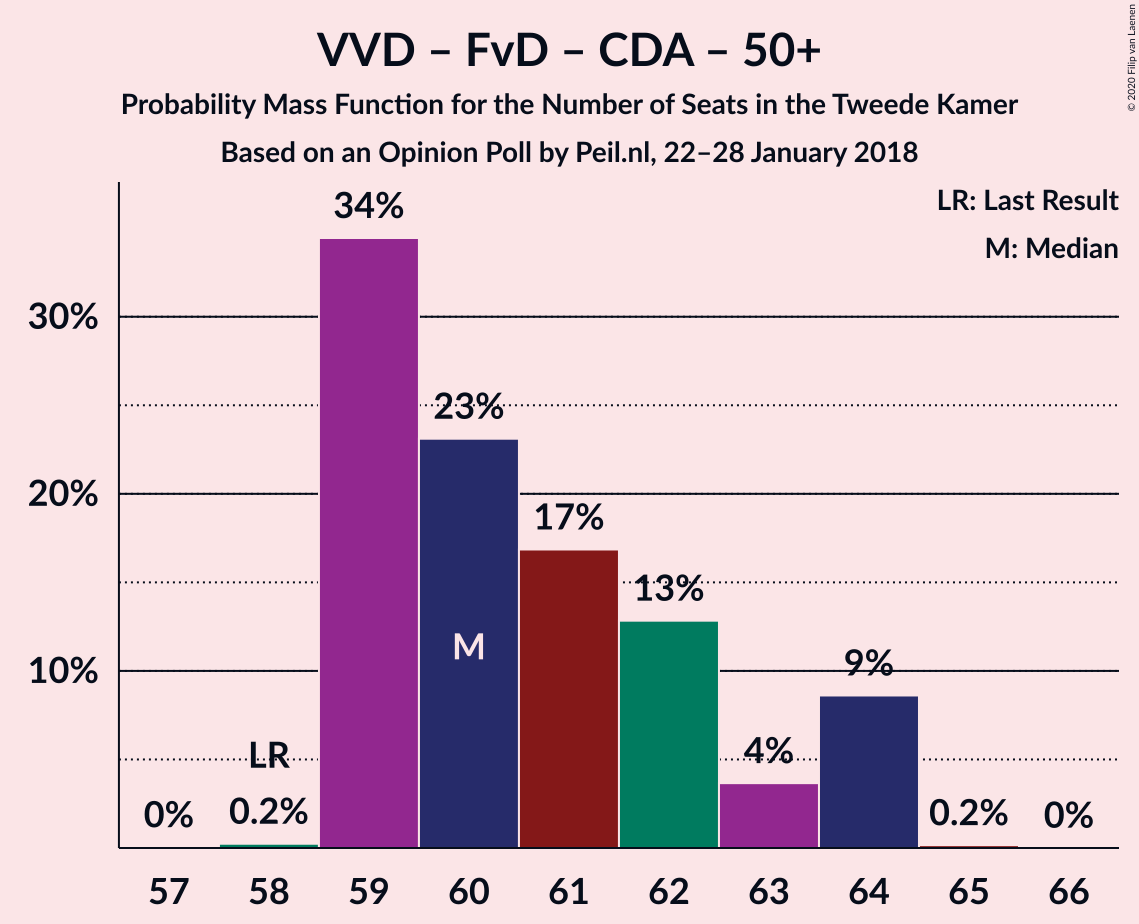 VVD – FvD – CDA – 50+
Probability Mass Function for the Number of Seats in the Tweede Kamer
Based on an Opinion Poll by Peil.nl, 22–28 January 2018
© 2020 Filip van Laenen
LR: Last Result
M: Median
34%
30%
23%
20%
17%
13%
M
10%
9%
LR
4%
0%
0.2%
0.2%
0%
57 58 59 60 61 62 63 64 65 66